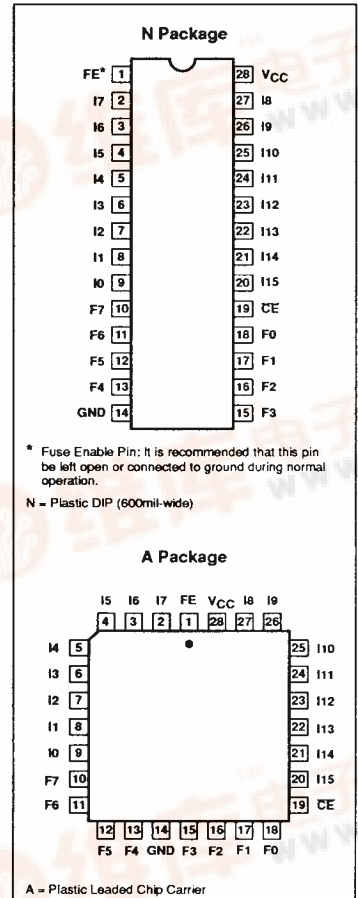 N Package
FE* 1 28 VCC
I7 2 27 I8
I6 3 26 I9
I5 4 25 I10
I4 5 24 I11
I3 6 23 I12
I2 7 22 I13
I1 8 21 I14
I0 9 20 I15
F7 10 19 CE
F6 11 18 F0
F5 12 17 F1
F4 13 16 F2
GND 14 15 F3
* Fuse Enable Pin: It is recommended that this pin
be left open or connected to ground during normal
operation.
N = Plastic DIP (600mil-wide)
A Package
I5 I6 I7 FE VCC I8 I9
4 3 2 1 28 27 26
I4 5 25 I10
I3 6 24 I11
I2 7 23 I12
I1 8 22 I13
I0 9 21 I14
F7 10 20 I15
F6 11 19 CE
12 13 14 15 16 17 18
F5 F4 GND F3 F2 F1 F0
A = Plastic Leaded Chip Carrier